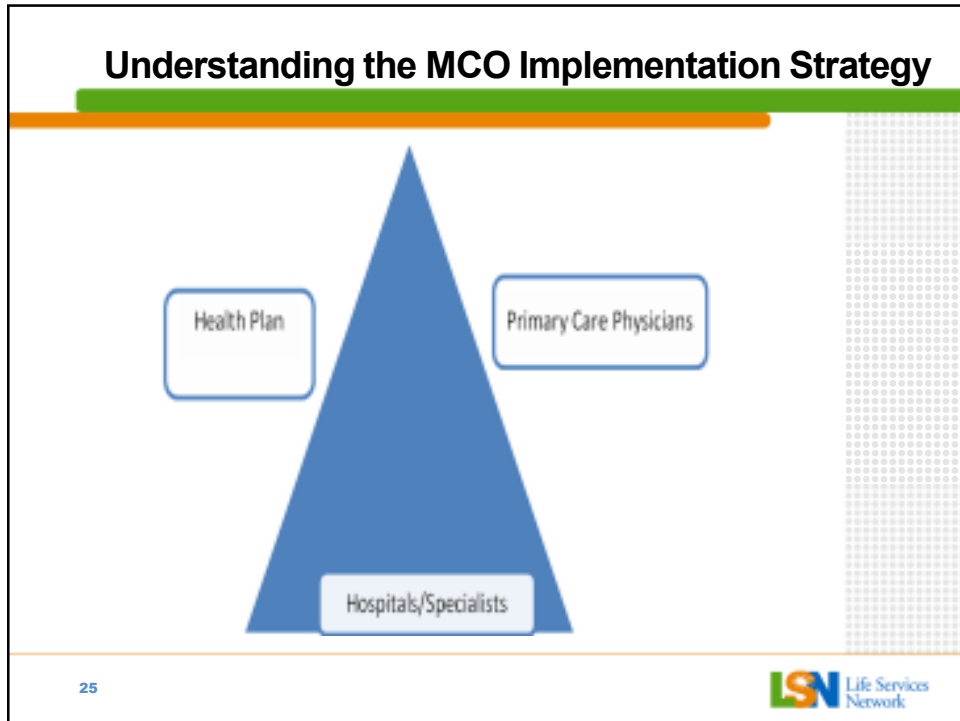 Understanding the MCO Implementation Strategy
Health Plan
Primary Care Physicians
Hospitals/Specialists
25
LSN Life Services
Network